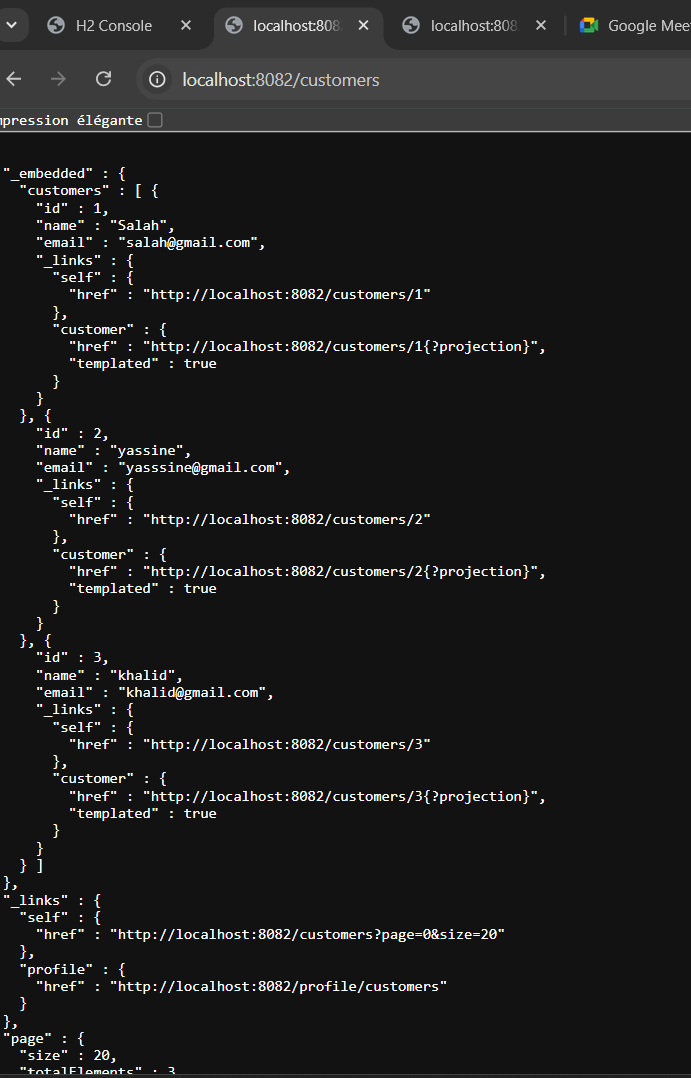 H2 Console
localhost:808
localhost:808
Google Mee
localhost:8082/customers
mpression élégante
"_embedded" : {
"customers" : [ {
"id" : 1,
"name" : "Salah",
"email" : "salah@gmail.com",
"_links" : {
"self" : {
"href" : "http://localhost:8082/customers/1"
},
"customer" : {
"href" : "http://localhost:8082/customers/1{?projection}",
"templated" : true
}
}
}, {
"id" : 2,
"name" : "yassine",
"email" : "yasssine@gmail.com",
"_links" : {
"self" : {
"href" : "http://localhost:8082/customers/2"
},
"customer" : {
"href" : "http://localhost:8082/customers/2{?projection}",
"templated" : true
}
}
}, {
"id" : 3,
"name" : "khalid",
"email" : "khalid@gmail.com",
"_links" : {
"self" : {
"href" : "http://localhost:8082/customers/3"
},
"customer" : {
"href" : "http://localhost:8082/customers/3{?projection}",
"templated" : true
}
}
} ]
},
"_links" : {
"self" : {
"href" : "http://localhost:8082/customers?page=0&size=20"
},
"profile" : {
"href" : "http://localhost:8082/profile/customers"
}
},
"page" : {
"size" : 20,
"totalElements" : 3